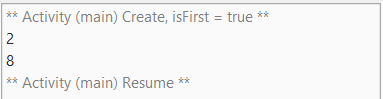 ** Activity (main) Create, isFirst = true **
2
8
** Activity (main) Resume **